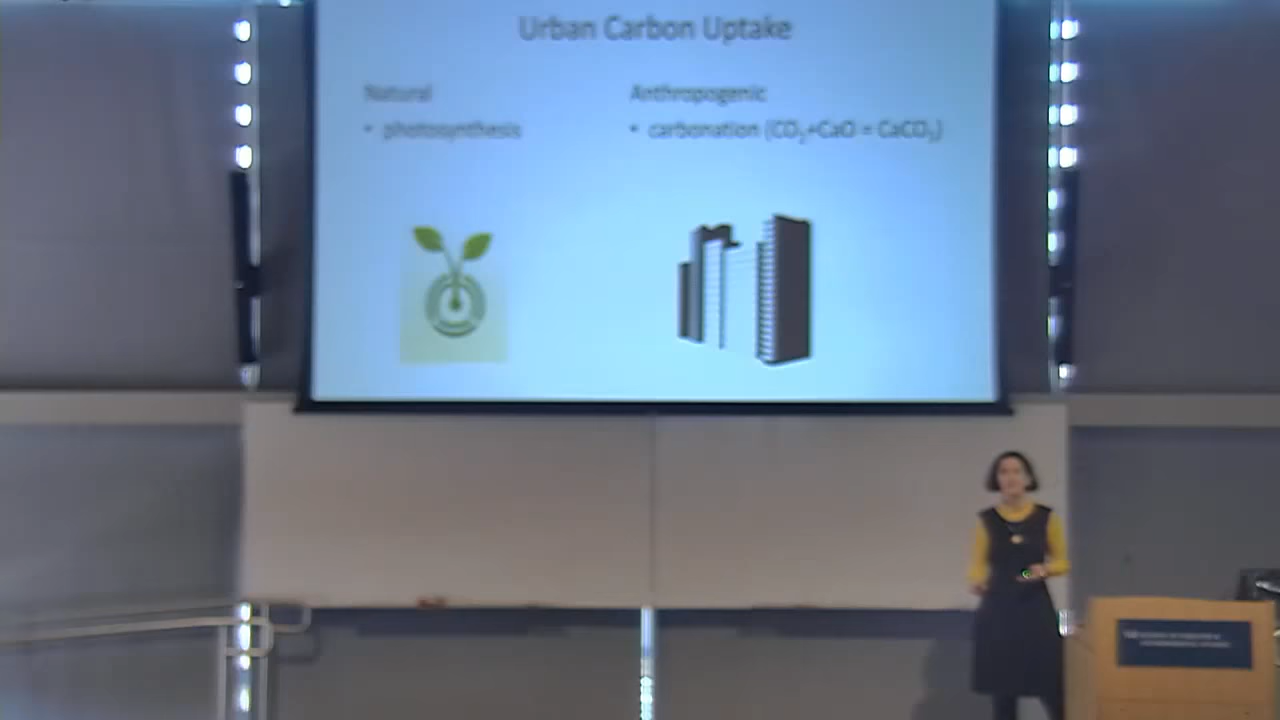 Urban Carbon Uptake
Natural
• photosynthesis
Anthropogenic
• carbonation (CO₂+CaO = CaCO₃)